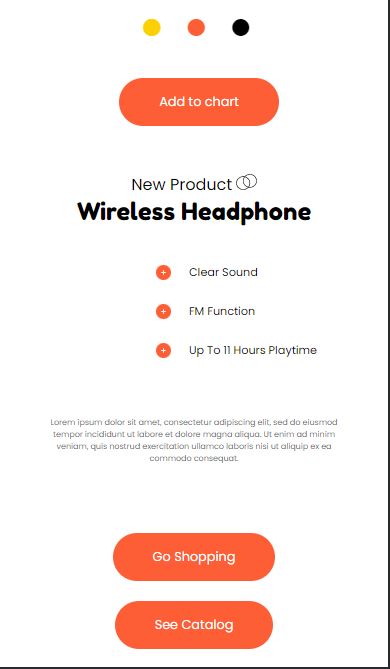 Add to chart
New Product
Wireless Headphone
Clear Sound
FM Function
Up To 11 Hours Playtime
Lorem ipsum dolor sit amet, consectetur adipiscing elit, sed do eiusmod
tempor incididunt ut labore et dolore magna aliqua. Ut enim ad minim
veniam, quis nostrud exercitation ullamco laboris nisi ut aliquip ex ea
commodo consequat.
Go Shopping
See Catalog